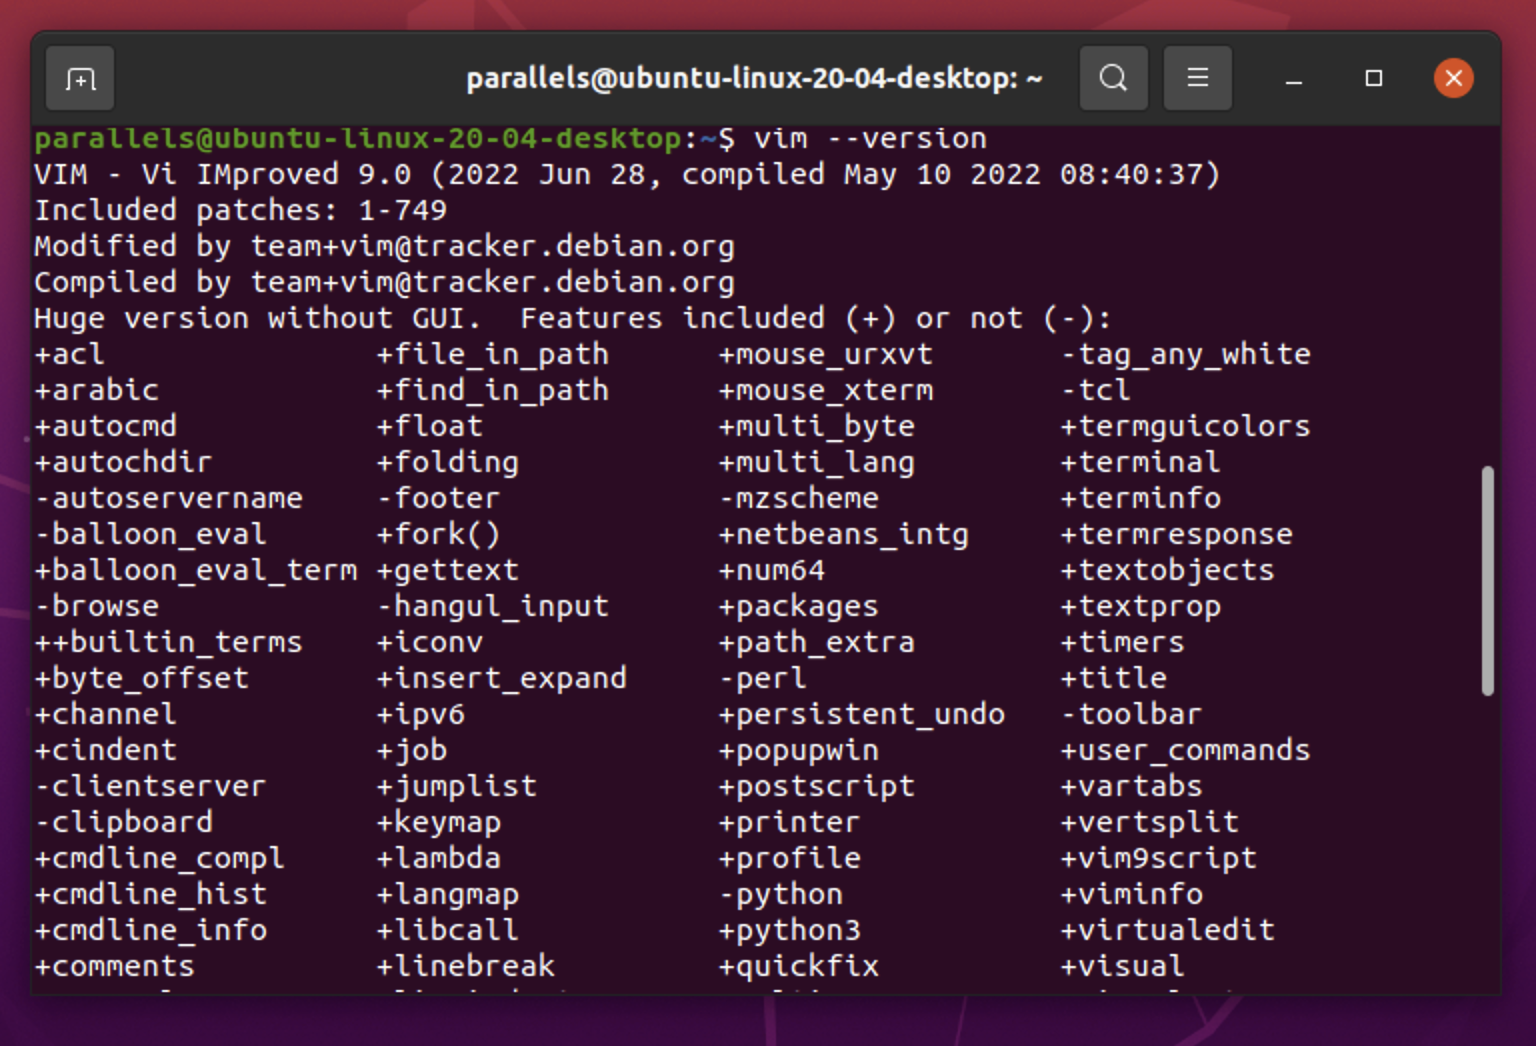 parallels@ubuntu-linux-20-04-desktop: ~
parallels@ubuntu-linux-20-04-desktop:~$ vim --version
VIM - Vi IMproved 9.0 (2022 Jun 28, compiled May 10 2022 08:40:37)
Included patches: 1-749
Modified by team+vim@tracker.debian.org
Compiled by team+vim@tracker.debian.org
Huge version without GUI.  Features included (+) or not (-):
+acl               +file_in_path      +mouse_urxvt       -tag_any_white
+arabic            +find_in_path      +mouse_xterm       -tcl
+autocmd           +float             +multi_byte        +termguicolors
+autochdir         +folding           +multi_lang        +terminal
-autoservername    -footer            -mzscheme          +terminfo
-balloon_eval      +fork()            +netbeans_intg     +termresponse
+balloon_eval_term +gettext           +num64             +textobjects
-browse            -hangul_input      +packages          +textprop
++builtin_terms    +iconv             +path_extra        +timers
+byte_offset       +insert_expand     -perl              +title
+channel           +ipv6              +persistent_undo   -toolbar
+cindent           +job               +popupwin          +user_commands
-clientserver      +jumplist          +postscript        +vartabs
-clipboard         +keymap            +printer           +vertsplit
+cmdline_compl     +lambda            +profile           +vim9script
+cmdline_hist      +langmap           -python            +viminfo
+cmdline_info      +libcall           +python3           +virtualedit
+comments          +linebreak         +quickfix          +visual